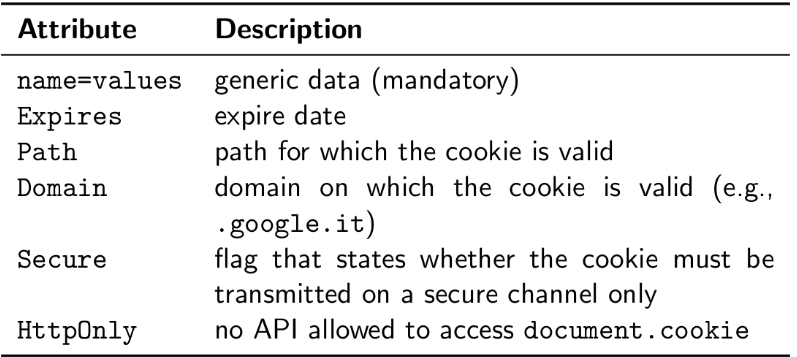 Attribute Description
name=values generic data (mandatory)
Expires expire date
Path path for which the cookie is valid
Domain domain on which the cookie is valid (e.g.,
.google.it)
Secure flag that states whether the cookie must be
transmitted on a secure channel only
HttpOnly no API allowed to access document.cookie